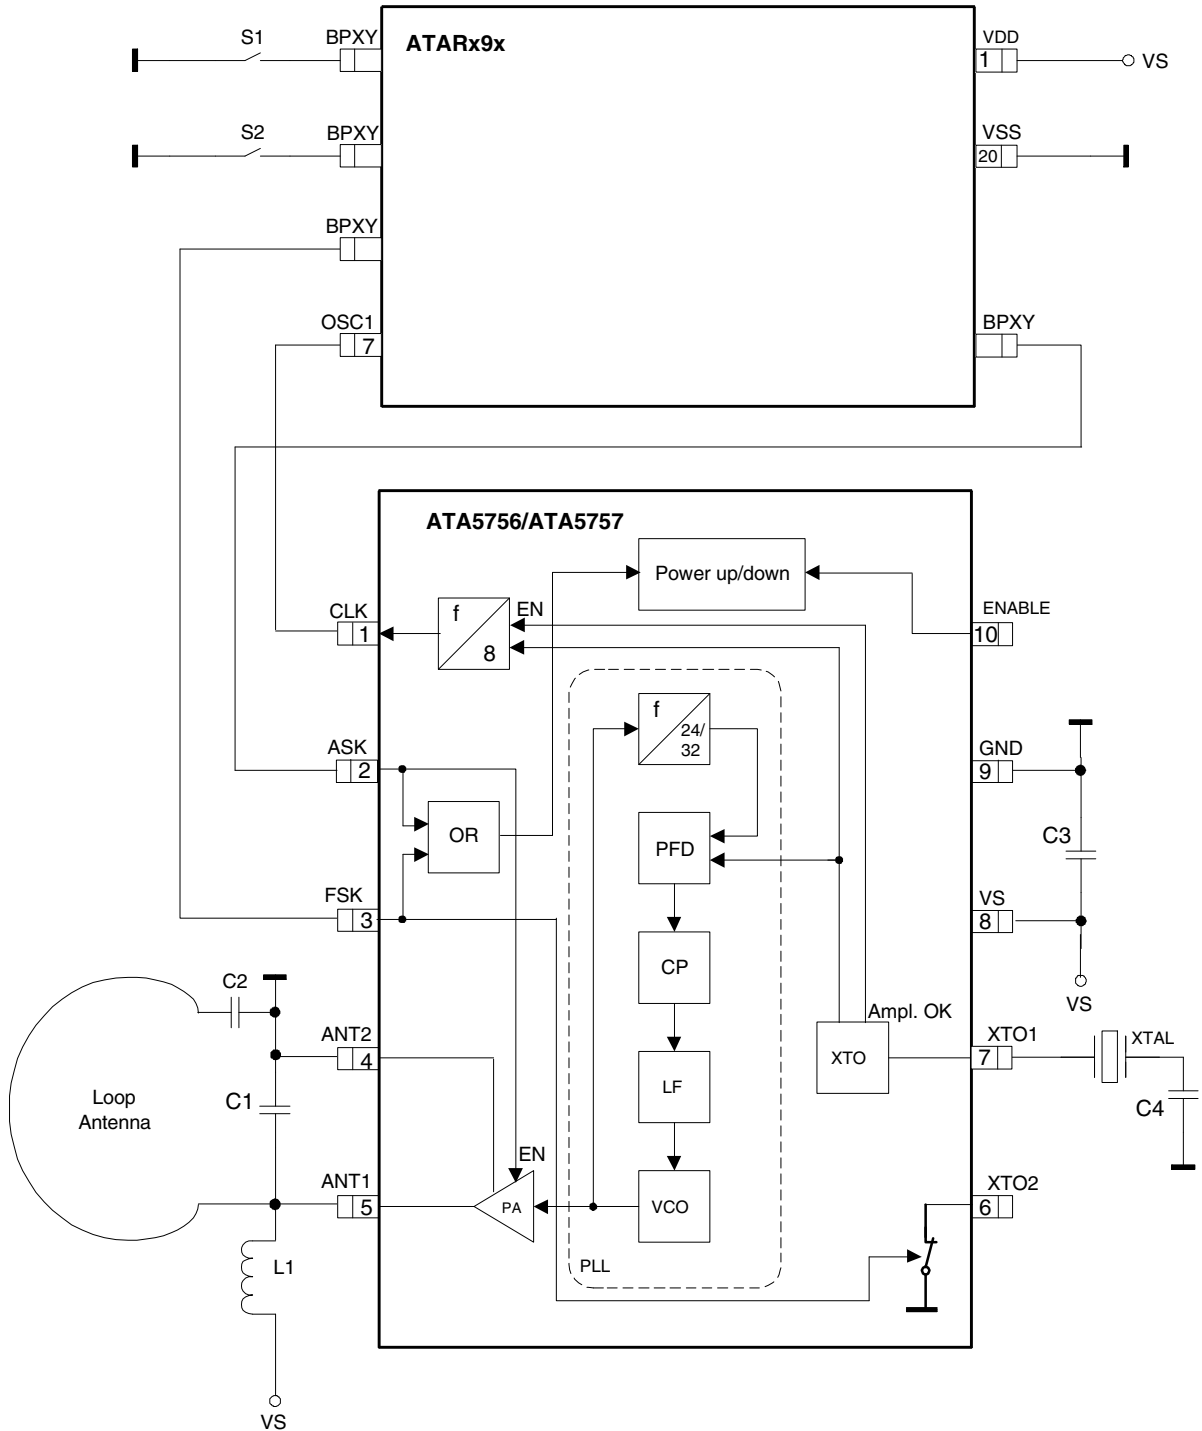 S1
BPXY
ATARx9x
VDD
1
VS
S2
BPXY
VSS
20
BPXY
OSC1
7
BPXY
ATA5756/ATA5757
Power up/down
CLK
1
f
8
EN
ENABLE
10
f
24/
32
ASK
2
GND
9
OR
PFD
C3
FSK
3
VS
8
CP
C2
VS
Ampl. OK
ANT2
4
XTO
XTO1
7
XTAL
Loop
Antenna
C1
LF
C4
ANT1
5
EN
PA
VCO
XTO2
6
L1
PLL
VS